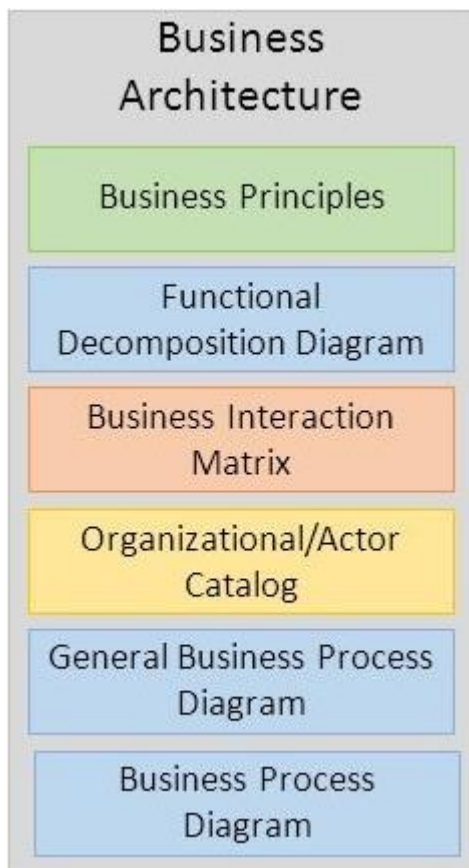 Business
Architecture
Business Principles
Functional
Decomposition Diagram
Business Interaction
Matrix
Organizational/Actor
Catalog
General Business Process
Diagram
Business Process
Diagram